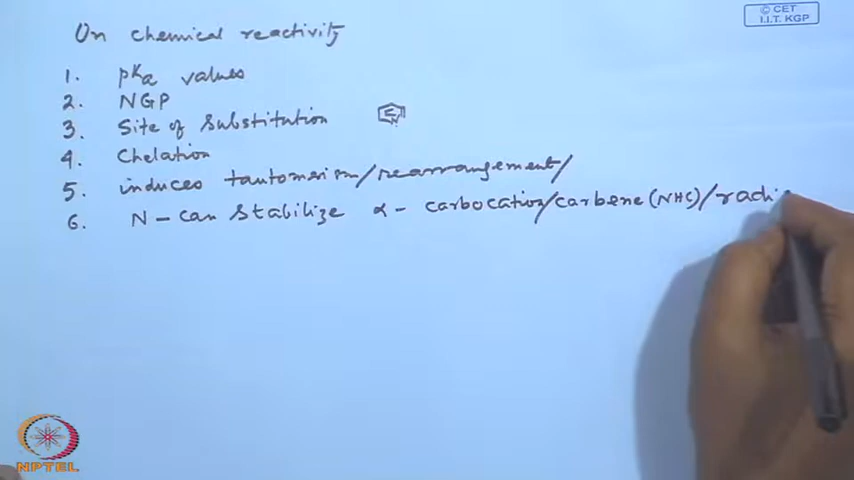 © CET
I.I.T. KGP
On chemical reactivity
1. pKa values
2. NGP
3. Site of Substitution
4. Chelation
5. induces tautomerism/rearrangement/
6. N - can stabilize α - carbocation/carbene (NHC)/radi
NPTEL